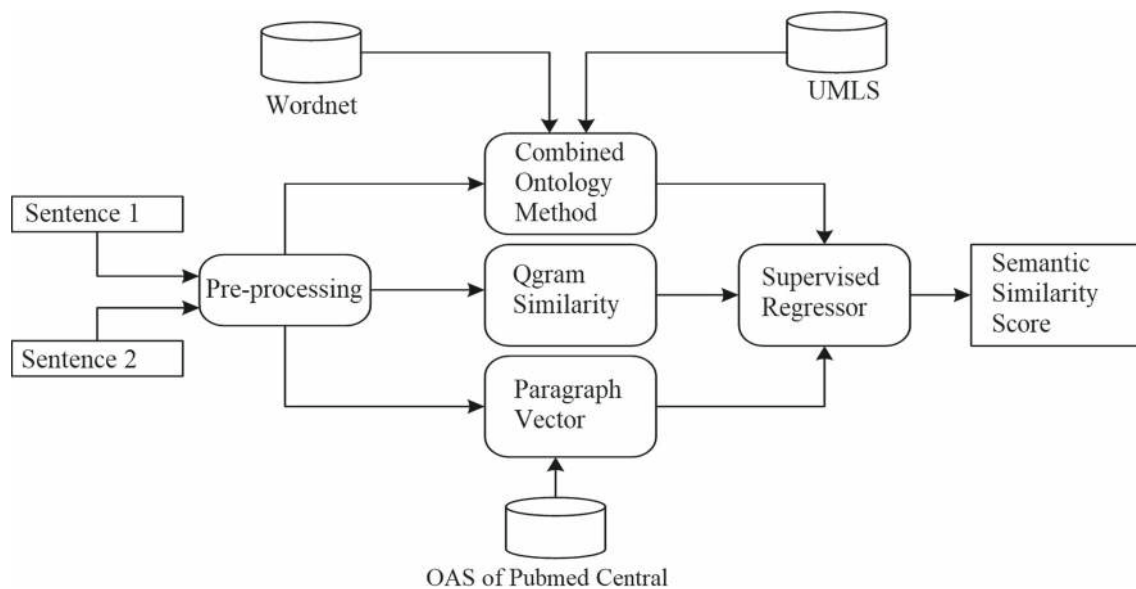 Wordnet
UMLS
Combined
Ontology
Method
Sentence 1
Pre-processing
Sentence 2
Qgram
Similarity
Supervised
Regressor
Semantic
Similarity
Score
Paragraph
Vector
OAS of Pubmed Central